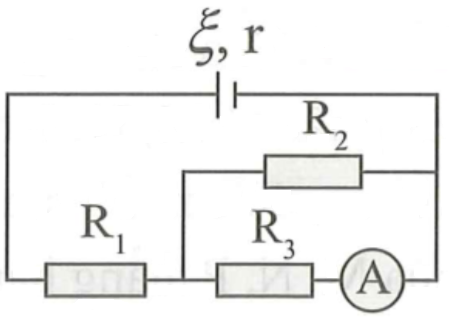 ξ, r
R₂
R₁
R₃
A